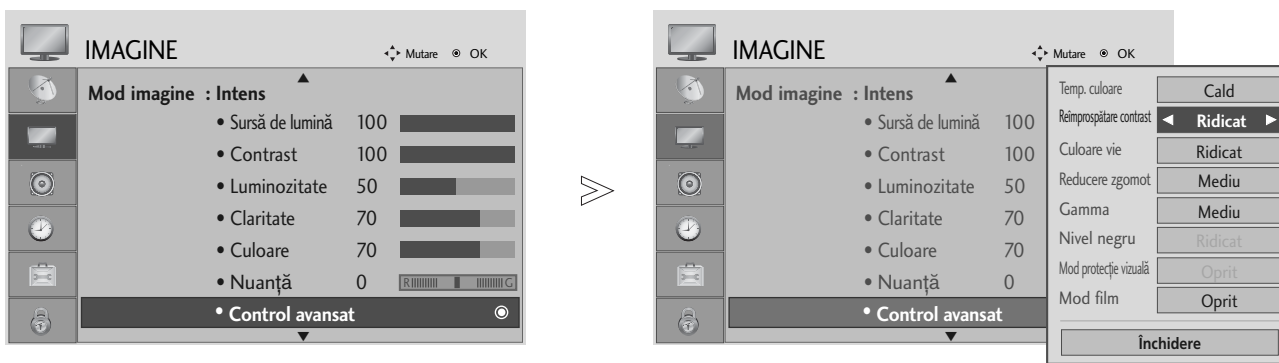 IMAGINE
Mutare OK
Mod imagine : Intens
• Sursă de lumină 100
• Contrast 100
• Luminozitate 50
• Claritate 70
• Culoare 70
• Nuanță 0 R G
• Control avansat
IMAGINE
Mutare OK
Mod imagine : Intens
• Sursă de lumină 100
• Contrast 100
• Luminozitate 50
• Claritate 70
• Culoare 70
• Nuanță 0
• Control avansat
Temp. culoare Cald
Reîmprospătare contrast Ridicat
Culoare vie Ridicat
Reducere zgomot Mediu
Gamma Mediu
Nivel negru Ridicat
Mod protecție vizuală Oprit
Mod film Oprit
Închidere